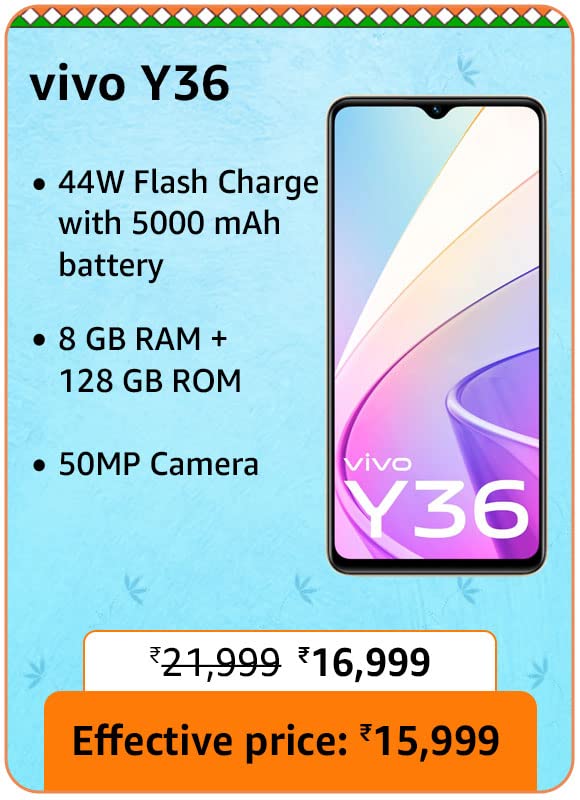 vivo Y36
• 44W Flash Charge
with 5000 mAh
battery
• 8 GB RAM +
128 GB ROM
• 50MP Camera
vivo
Y36
₹21,999 ₹16,999
Effective price: ₹15,999